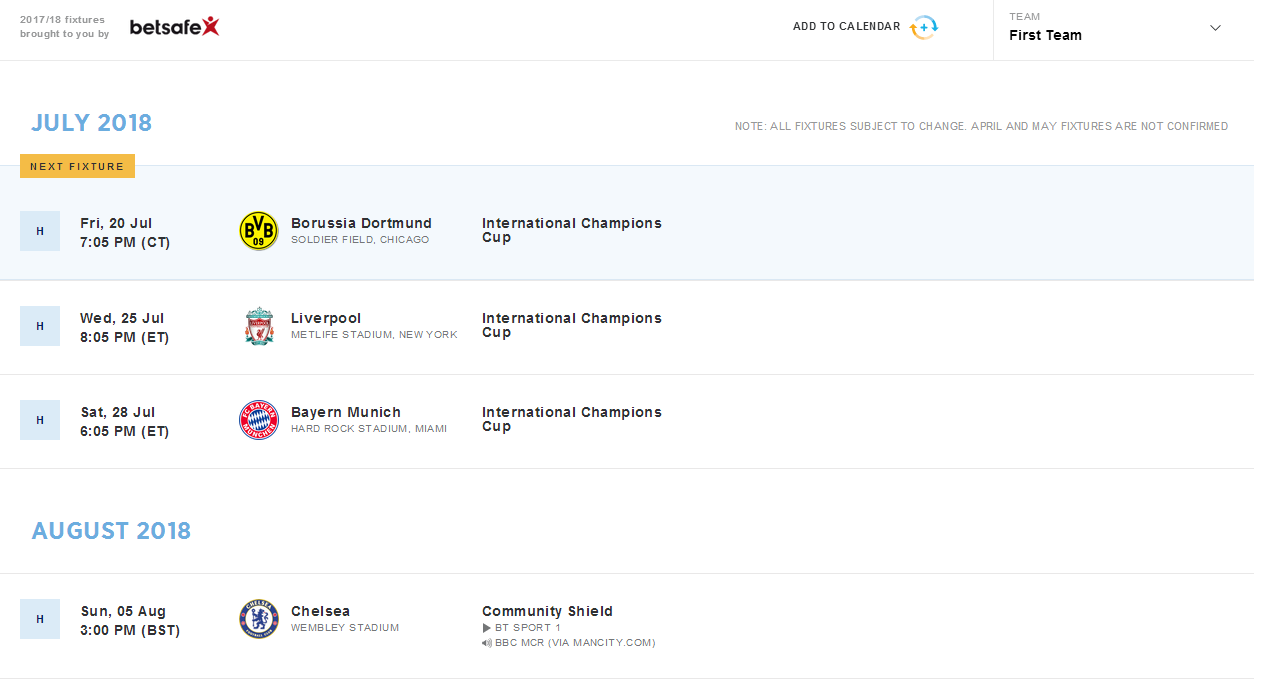 2017/18 fixtures
brought to you by
betsafe
ADD TO CALENDAR
TEAM
First Team
JULY 2018
NOTE: ALL FIXTURES SUBJECT TO CHANGE. APRIL AND MAY FIXTURES ARE NOT CONFIRMED
NEXT FIXTURE
H
Fri, 20 Jul
7:05 PM (CT)
BVB
09
Borussia Dortmund
SOLDIER FIELD, CHICAGO
International Champions
Cup
H
Wed, 25 Jul
8:05 PM (ET)
Liverpool
METLIFE STADIUM, NEW YORK
International Champions
Cup
H
Sat, 28 Jul
6:05 PM (ET)
FC BAYERN
MÜNCHEN
Bayern Munich
HARD ROCK STADIUM, MIAMI
International Champions
Cup
AUGUST 2018
H
Sun, 05 Aug
3:00 PM (BST)
CHELSEA
FOOTBALL CLUB
Chelsea
WEMBLEY STADIUM
Community Shield
BT SPORT 1
BBC MCR (VIA MANCITY.COM)